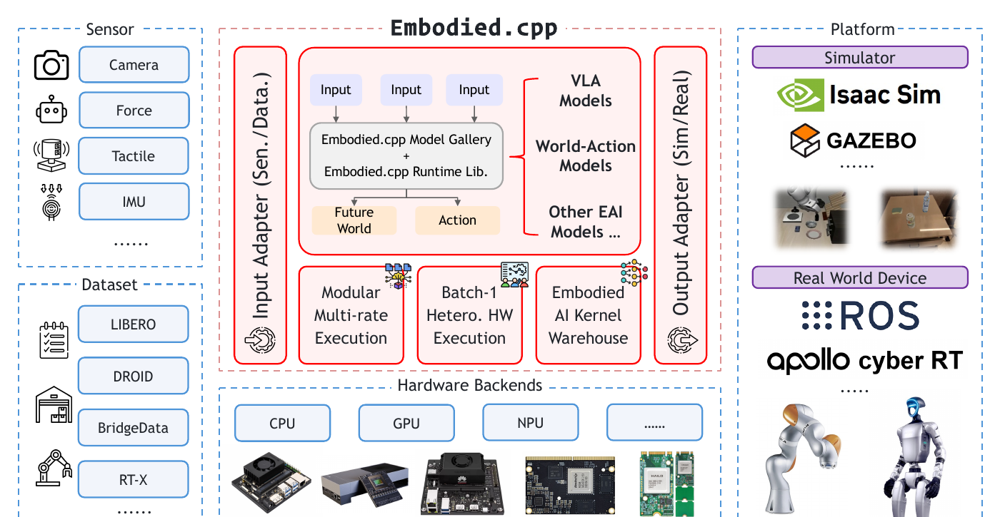 Sensor
Camera
Force
Tactile
IMU
......
Dataset
LIBERO
DROID
BridgeData
RT-X
......
Embodied.cpp
Input Adapter (Sen./Data.)
Input
Input
Input
Embodied.cpp Model Gallery
+
Embodied.cpp Runtime Lib.
Future
World
Action
VLA
Models
World-Action
Models
Other EAI
Models …
Modular
Multi-rate
Execution
Batch-1
Hetero. HW
Execution
Embodied
AI Kernel
Warehouse
Output Adapter (Sim/Real)
Hardware Backends
CPU
GPU
NPU
......
HUAWEI
HAILO
Platform
Simulator
Isaac Sim
GAZEBO
......
Real World Device
ROS
apollo cyber RT
.....